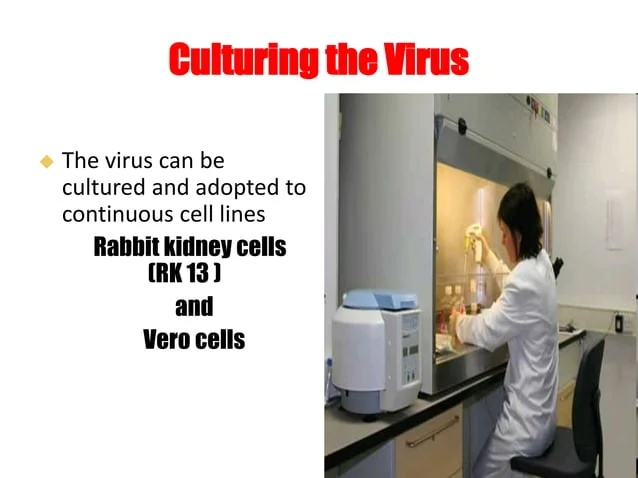 Culturing the Virus
The virus can be
cultured and adopted to
continuous cell lines
Rabbit kidney cells
(RK 13 )
and
Vero cells